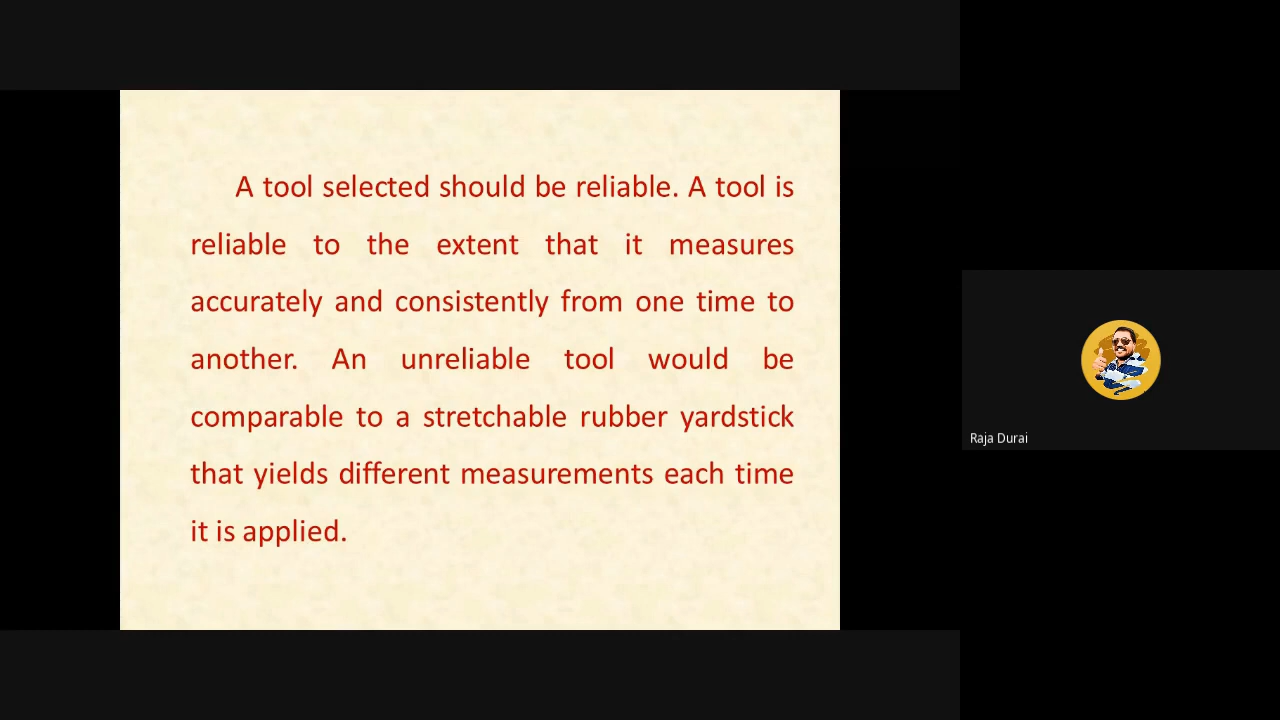 A tool selected should be reliable. A tool is
reliable to the extent that it measures
accurately and consistently from one time to
another. An unreliable tool would be
comparable to a stretchable rubber yardstick
that yields different measurements each time
it is applied.
Raja Durai